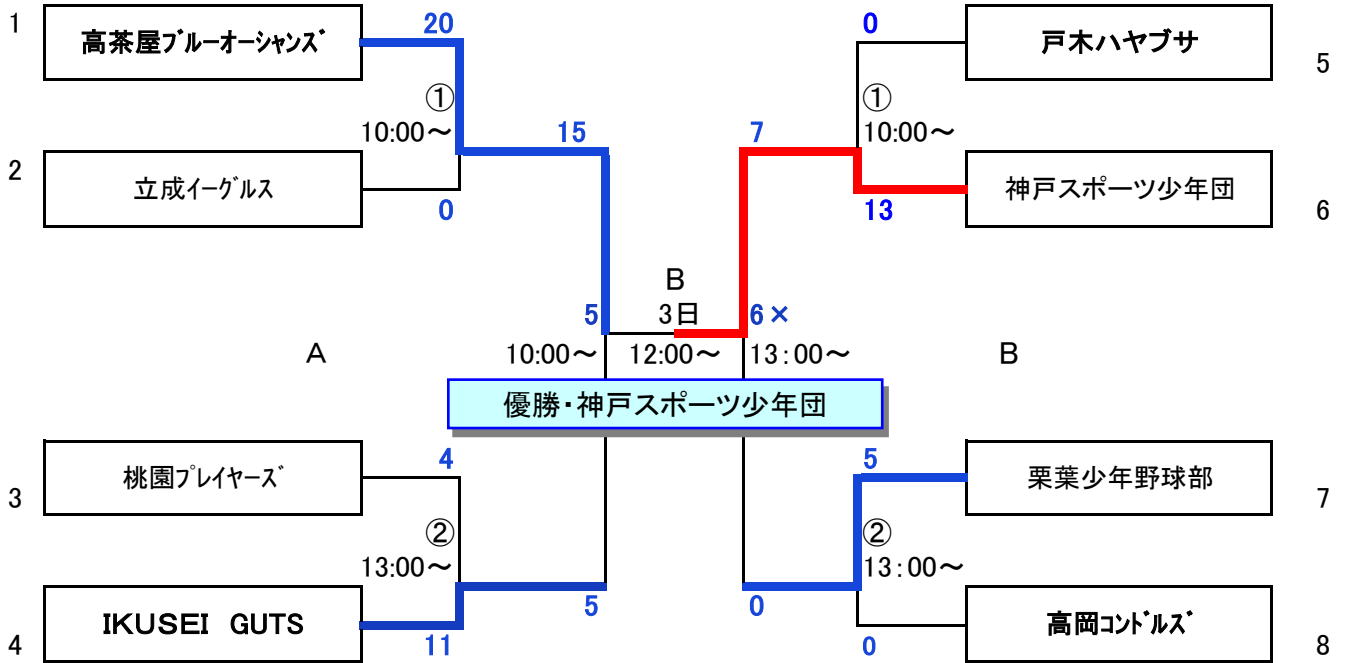 1
高茶屋ﾌﾞﾙｰｵｰｼｬﾝｽﾞ
20
0
戸木ハヤブサ
5
①
10:00～
15
7
①
10:00～
2
立成ｲｰｸﾞﾙｽ
0
13
神戸スポーツ少年団
6
B
5
3日
6×
A
10:00～
12:00～
13:00～
B
優勝・神戸スポーツ少年団
3
桃園ﾌﾟﾚｲﾔｰｽﾞ
4
5
栗葉少年野球部
7
②
13:00～
②
13:00～
4
IKUSEI GUTS
11
5
0
0
高岡ｺﾝﾄﾞﾙｽﾞ
8